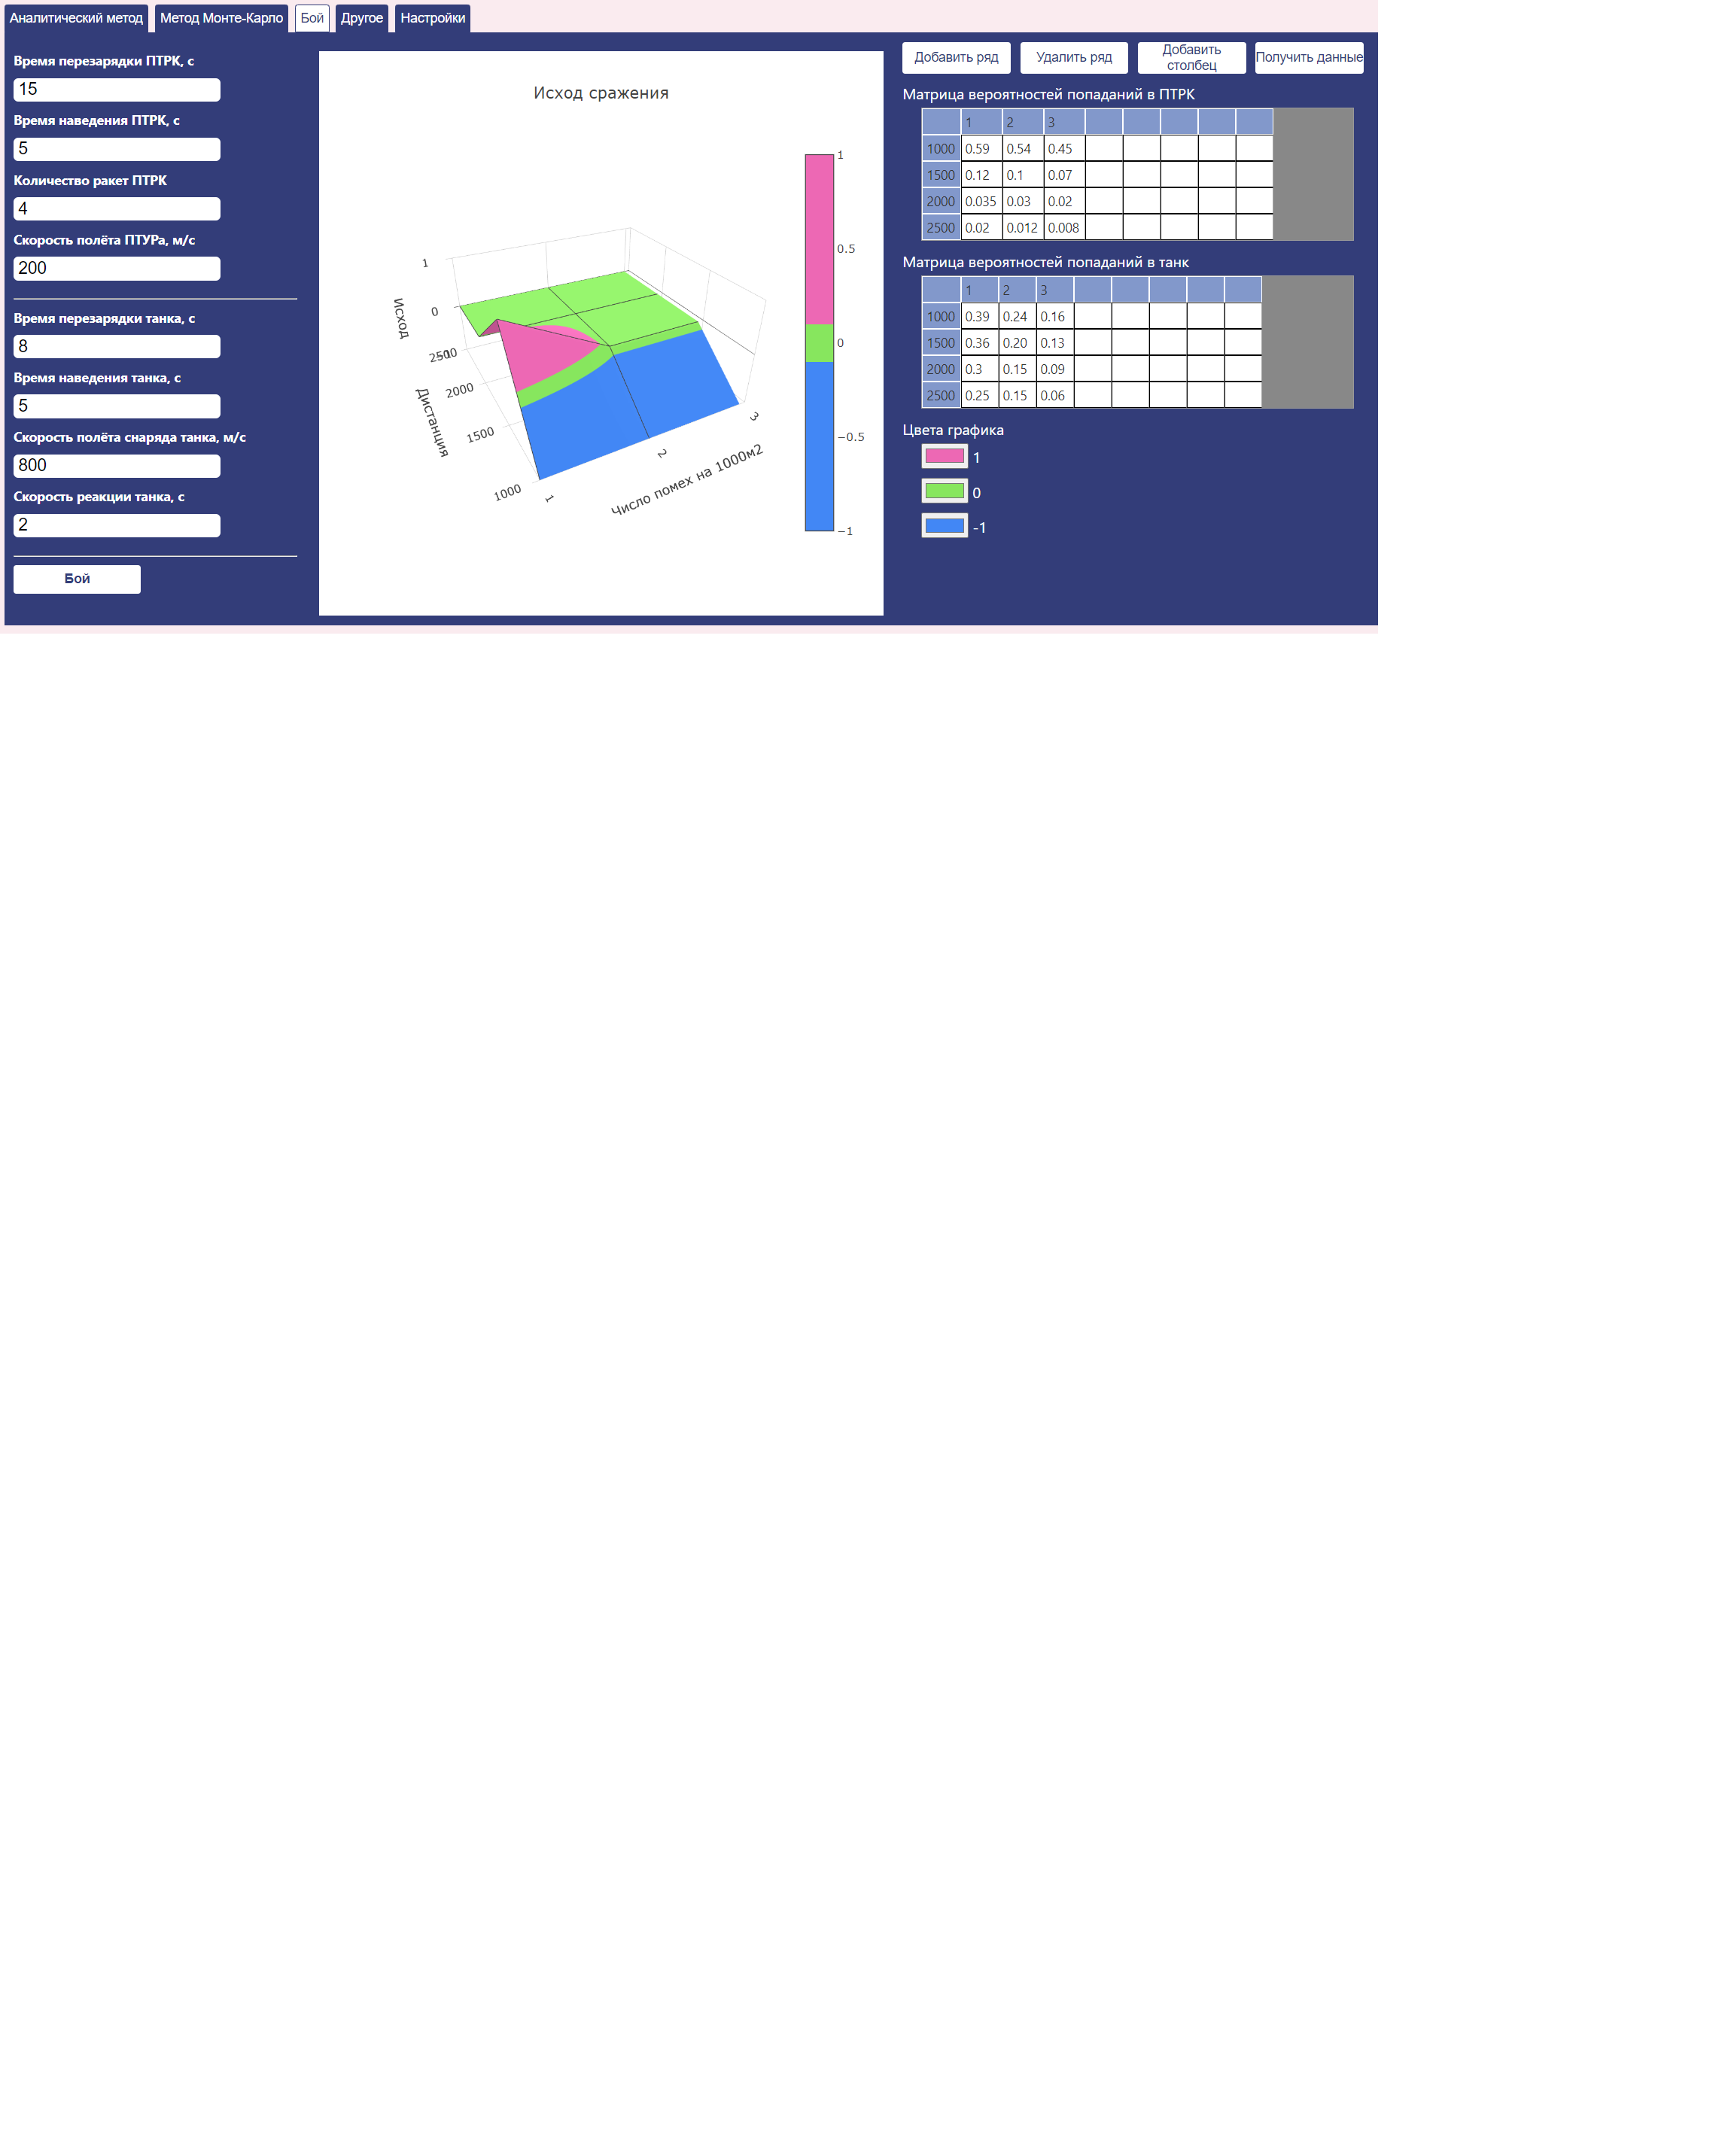 Аналитический метод Метод Монте-Карло Бой Другое Настройки
Время перезарядки ПТРК, с
15
Время наведения ПТРК, с
5
Количество ракет ПТРК
4
Скорость полёта ПТУРа, м/с
200
Время перезарядки танка, с
8
Время наведения танка, с
5
Скорость полёта снаряда танка, м/с
800
Скорость реакции танка, с
2
Бой
Исход сражения
1
0
−1
Исход
2500
2000
1500
1000
Дистанция
1
2
3
Число помех на 1000м2
1
0.5
0
−0.5
−1
Добавить ряд
Удалить ряд
Добавить
столбец
Получить данные
Матрица вероятностей попаданий в ПТРК
1 2 3
1000 0.59 0.54 0.45
1500 0.12 0.1 0.07
2000 0.035 0.03 0.02
2500 0.02 0.012 0.008
Матрица вероятностей попаданий в танк
1 2 3
1000 0.39 0.24 0.16
1500 0.36 0.20 0.13
2000 0.3 0.15 0.09
2500 0.25 0.15 0.06
Цвета графика
1
0
-1